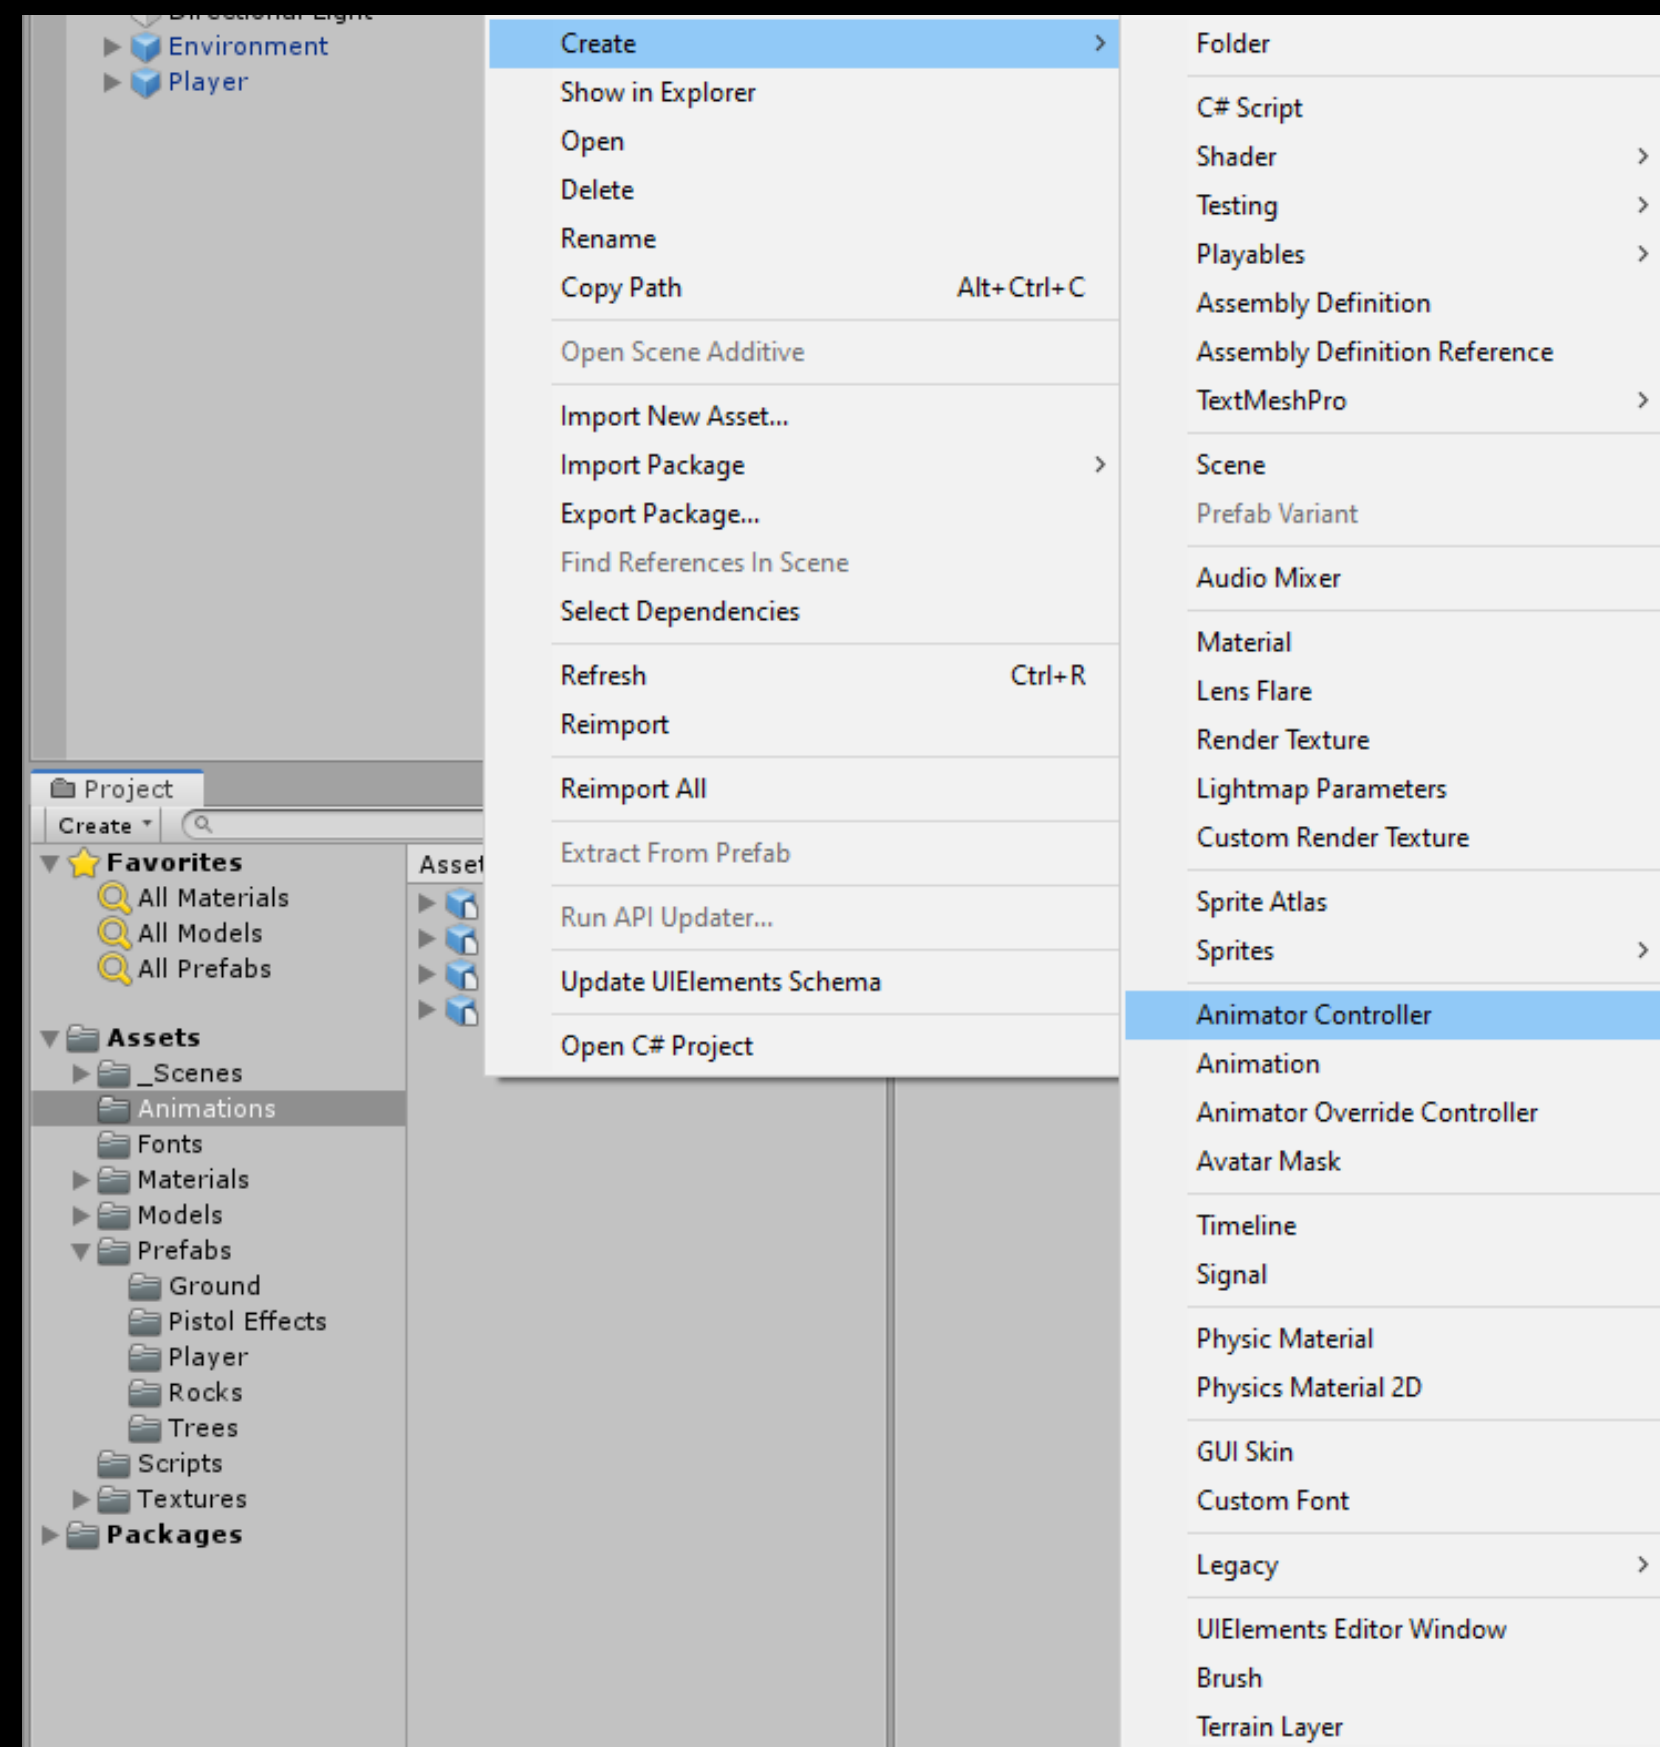 Directional Light
Environment
Player
Create
Show in Explorer
Open
Delete
Rename
Copy Path Alt+Ctrl+C
Open Scene Additive
Import New Asset...
Import Package
Export Package...
Find References In Scene
Select Dependencies
Refresh Ctrl+R
Reimport
Reimport All
Extract From Prefab
Run API Updater...
Update UIElements Schema
Open C# Project
Folder
C# Script
Shader
Testing
Playables
Assembly Definition
Assembly Definition Reference
TextMeshPro
Scene
Prefab Variant
Audio Mixer
Material
Lens Flare
Render Texture
Lightmap Parameters
Custom Render Texture
Sprite Atlas
Sprites
Animator Controller
Animation
Animator Override Controller
Avatar Mask
Timeline
Signal
Physic Material
Physics Material 2D
GUI Skin
Custom Font
Legacy
UIElements Editor Window
Brush
Terrain Layer
Project
Create
Favorites
All Materials
All Models
All Prefabs
Assets
_Scenes
Animations
Fonts
Materials
Models
Prefabs
Ground
Pistol Effects
Player
Rocks
Trees
Scripts
Textures
Packages
Asset